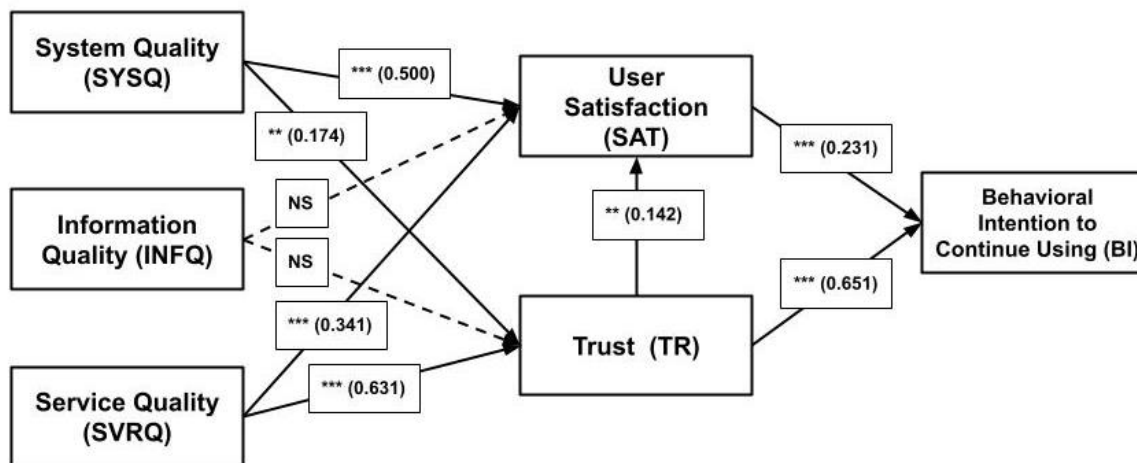 System Quality
(SYSQ)
*** (0.500)
User
Satisfaction
(SAT)
** (0.174)
*** (0.231)
NS
Information
Quality (INFQ)
** (0.142)
Behavioral
Intention to
Continue Using (BI)
NS
*** (0.651)
*** (0.341)
Trust (TR)
*** (0.631)
Service Quality
(SVRQ)